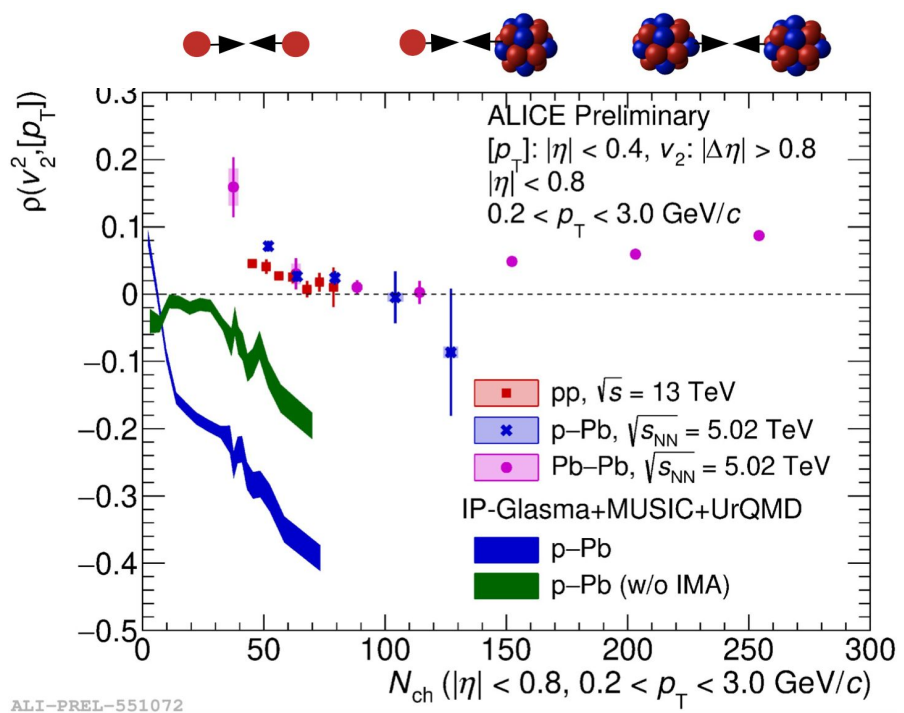 ρ(v₂²,[p_T])
0.3
0.2
0.1
0
−0.1
−0.2
−0.3
−0.4
−0.5
ALICE Preliminary
[p_T]: |η| < 0.4, v₂: |Δη| > 0.8
|η| < 0.8
0.2 < p_T < 3.0 GeV/c
pp, √s = 13 TeV
p−Pb, √s_NN = 5.02 TeV
Pb−Pb, √s_NN = 5.02 TeV
IP-Glasma+MUSIC+UrQMD
p−Pb
p−Pb (w/o IMA)
0 50 100 150 200 250 300
N_ch (|η| < 0.8, 0.2 < p_T < 3.0 GeV/c)
ALI-PREL-551072